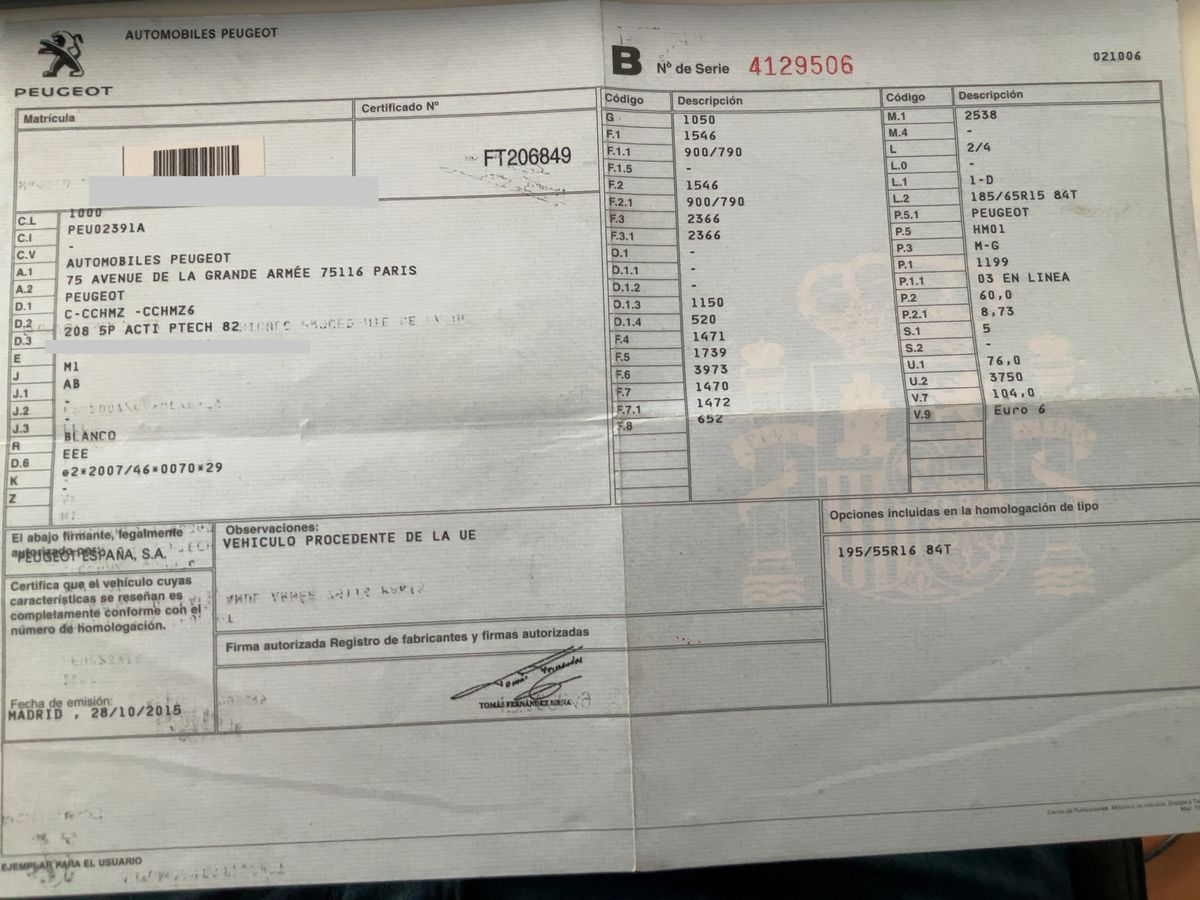 AUTOMOBILES PEUGEOT
PEUGEOT
B Nº de Serie 4129506
021006
Matrícula
Certificado Nº
FT206849
C.L 1000
C.I PEU02391A
C.V -
A.1 AUTOMOBILES PEUGEOT
A.2 75 AVENUE DE LA GRANDE ARMÉE 75116 PARIS
D.1 PEUGEOT
D.2 C-CCHMZ -CCHMZ6
D.3 208 5P ACTI PTECH 82
E
J M1
J.1 AB
J.2 -
J.3 -
R BLANCO
D.6 EEE
K e2*2007/46*0070*29
Z -
Código Descripción
G 1050
F.1 1546
F.1.1 900/790
F.1.5 -
F.2 1546
F.2.1 900/790
F.3 2366
F.3.1 2366
O.1 -
O.1.1 -
O.1.2 -
O.1.3 1150
O.1.4 520
F.4 1471
F.5 1739
F.6 3973
F.7 1470
F.7.1 1472
F.8 652
Código Descripción
M.1 2538
M.4 -
L 2/4
L.0 -
L.1 1-D
L.2 185/65R15 84T
P.5.1 PEUGEOT
P.5 HM01
P.3 M-G
P.1 1199
P.1.1 03 EN LINEA
P.2 60,0
P.2.1 8,73
S.1 5
S.2 -
U.1 76,0
U.2 3750
V.7 104,0
V.9 Euro 6
El abajo firmante, legalmente
autorizado por:
PEUGEOT ESPAÑA, S.A.
Certifica que el vehículo cuyas
características se reseñan es
completamente conforme con el
número de homologación.
Fecha de emisión:
MADRID , 28/10/2015
Observaciones:
VEHICULO PROCEDENTE DE LA UE
Firma autorizada Registro de fabricantes y firmas autorizadas
TOMÁS FERNÁNDEZ
Opciones incluidas en la homologación de tipo
195/55R16 84T
EJEMPLAR PARA EL USUARIO